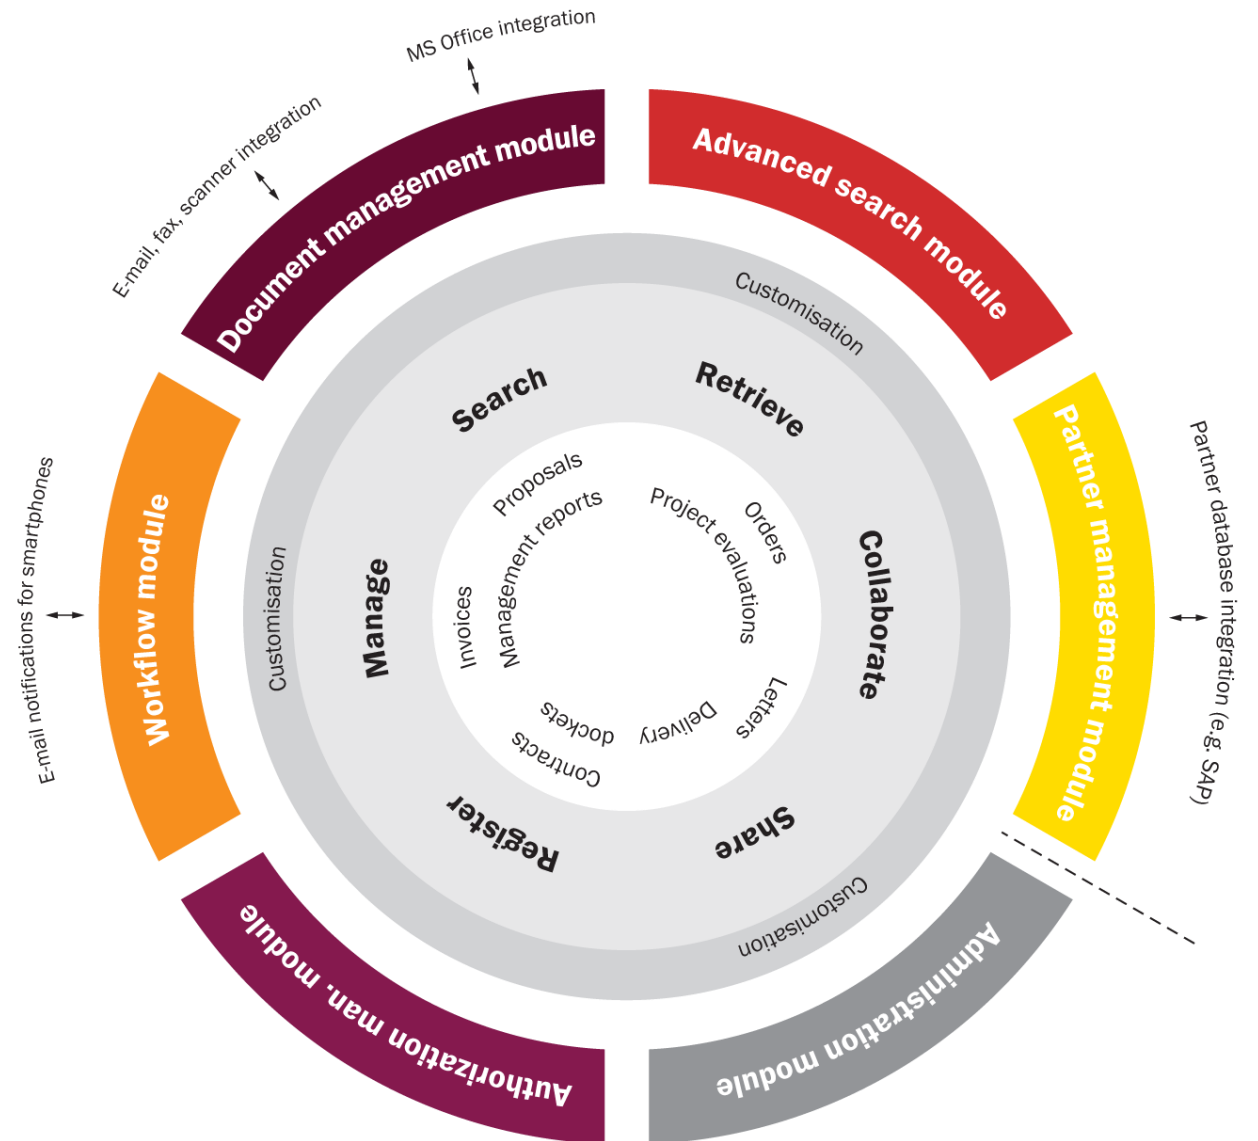 MS Office integration
E-mail, fax, scanner integration
Document management module
Advanced search module
Partner management module
Partner database integration (e.g. SAP)
Administration module
Authorization man. module
Workflow module
E-mail notifications for smartphones
Customisation
Customisation
Customisation
Search
Retrieve
Collaborate
Share
Register
Manage
Proposals
Management reports
Project evaluations
Orders
Invoices
Letters
Delivery
dockets
Contracts